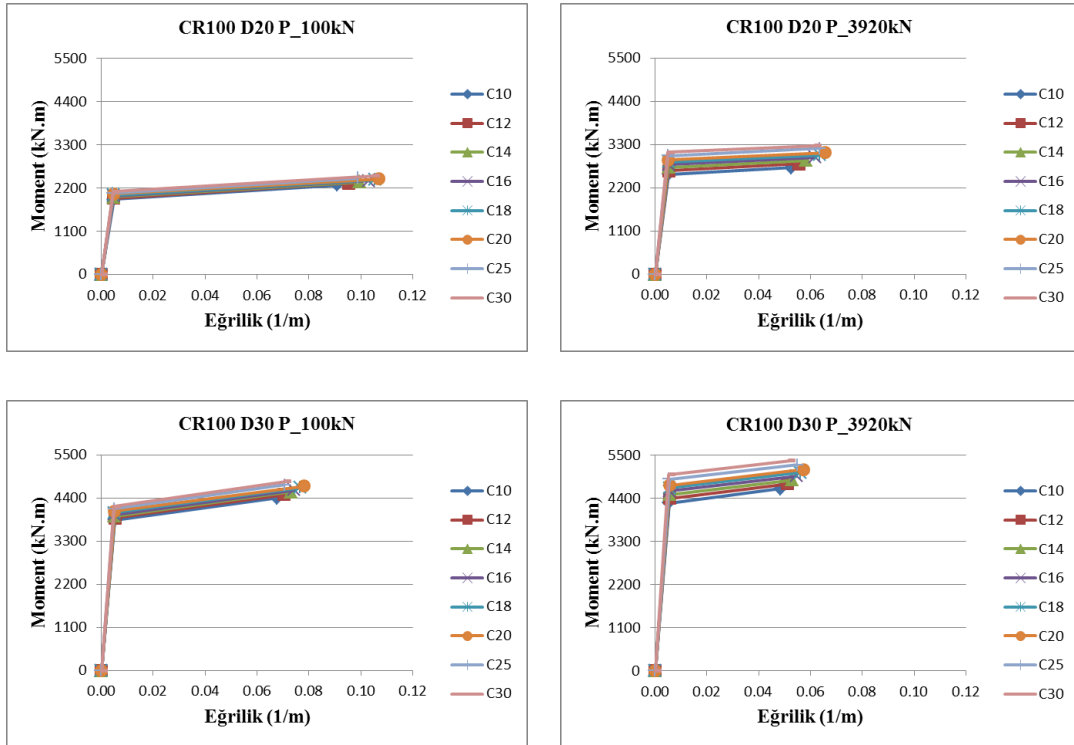 CR100 D20 P_100kN
Moment (kN.m)
5500
4400
3300
2200
1100
0
0.00 0.02 0.04 0.06 0.08 0.10 0.12
Eğrilik (1/m)
C10
C12
C14
C16
C18
C20
C25
C30
CR100 D20 P_3920kN
Moment (kN.m)
5500
4400
3300
2200
1100
0
0.00 0.02 0.04 0.06 0.08 0.10 0.12
Eğrilik (1/m)
C10
C12
C14
C16
C18
C20
C25
C30
CR100 D30 P_100kN
Moment (kN.m)
5500
4400
3300
2200
1100
0
0.00 0.02 0.04 0.06 0.08 0.10 0.12
Eğrilik (1/m)
C10
C12
C14
C16
C18
C20
C25
C30
CR100 D30 P_3920kN
Moment (kN.m)
5500
4400
3300
2200
1100
0
0.00 0.02 0.04 0.06 0.08 0.10 0.12
Eğrilik (1/m)
C10
C12
C14
C16
C18
C20
C25
C30